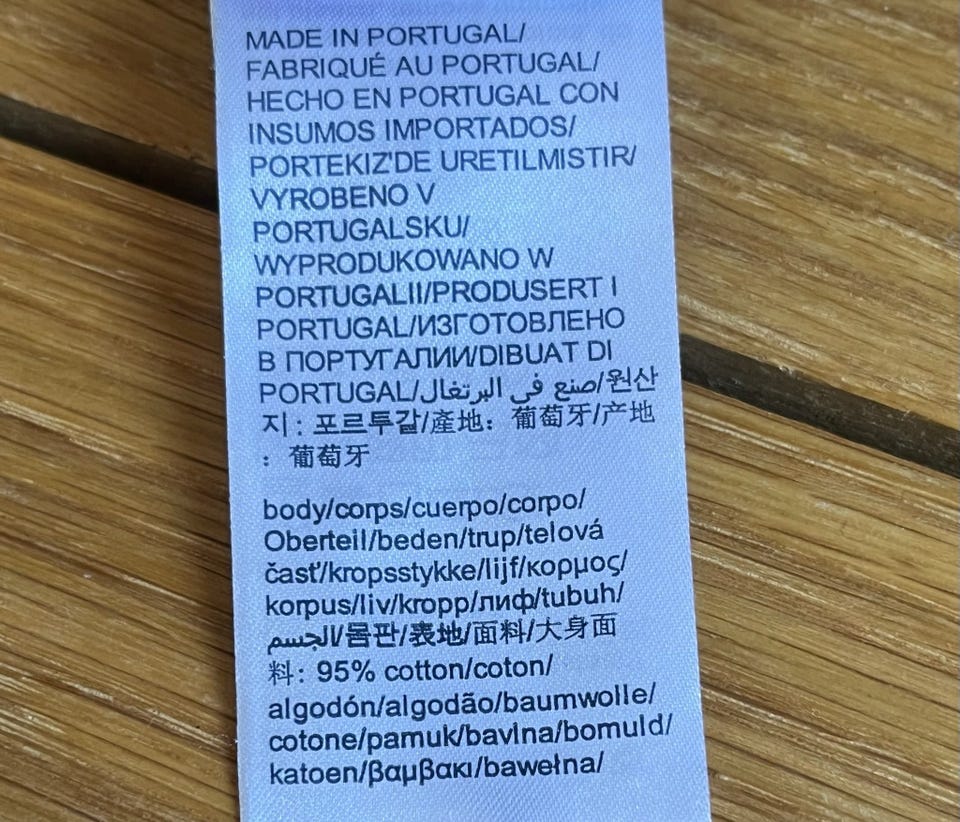 MADE IN PORTUGAL/
FABRIQUÉ AU PORTUGAL/
HECHO EN PORTUGAL CON
INSUMOS IMPORTADOS/
PORTEKIZ'DE URETILMISTIR/
VYROBENO V
PORTUGALSKU/
WYPRODUKOWANO W
PORTUGALII/PRODUSERT I
PORTUGAL/ИЗГОТОВЛЕНО
В ПОРТУГАЛИИ/DIBUAT DI
PORTUGAL/صنع في البرتغال/원산
지: 포르투갈/產地: 葡萄牙/产地
: 葡萄牙
body/corps/cuerpo/corpo/
Oberteil/beden/trup/telová
časť/kropsstykke/lijf/κορμος/
korpus/liv/kropp/лиф/tubuh/
الجسم/몸판/表地/面料/大身面
料: 95% cotton/coton/
algodón/algodão/baumwolle/
cotone/pamuk/bavlna/bomuld/
katoen/βαμβακι/bawełna/